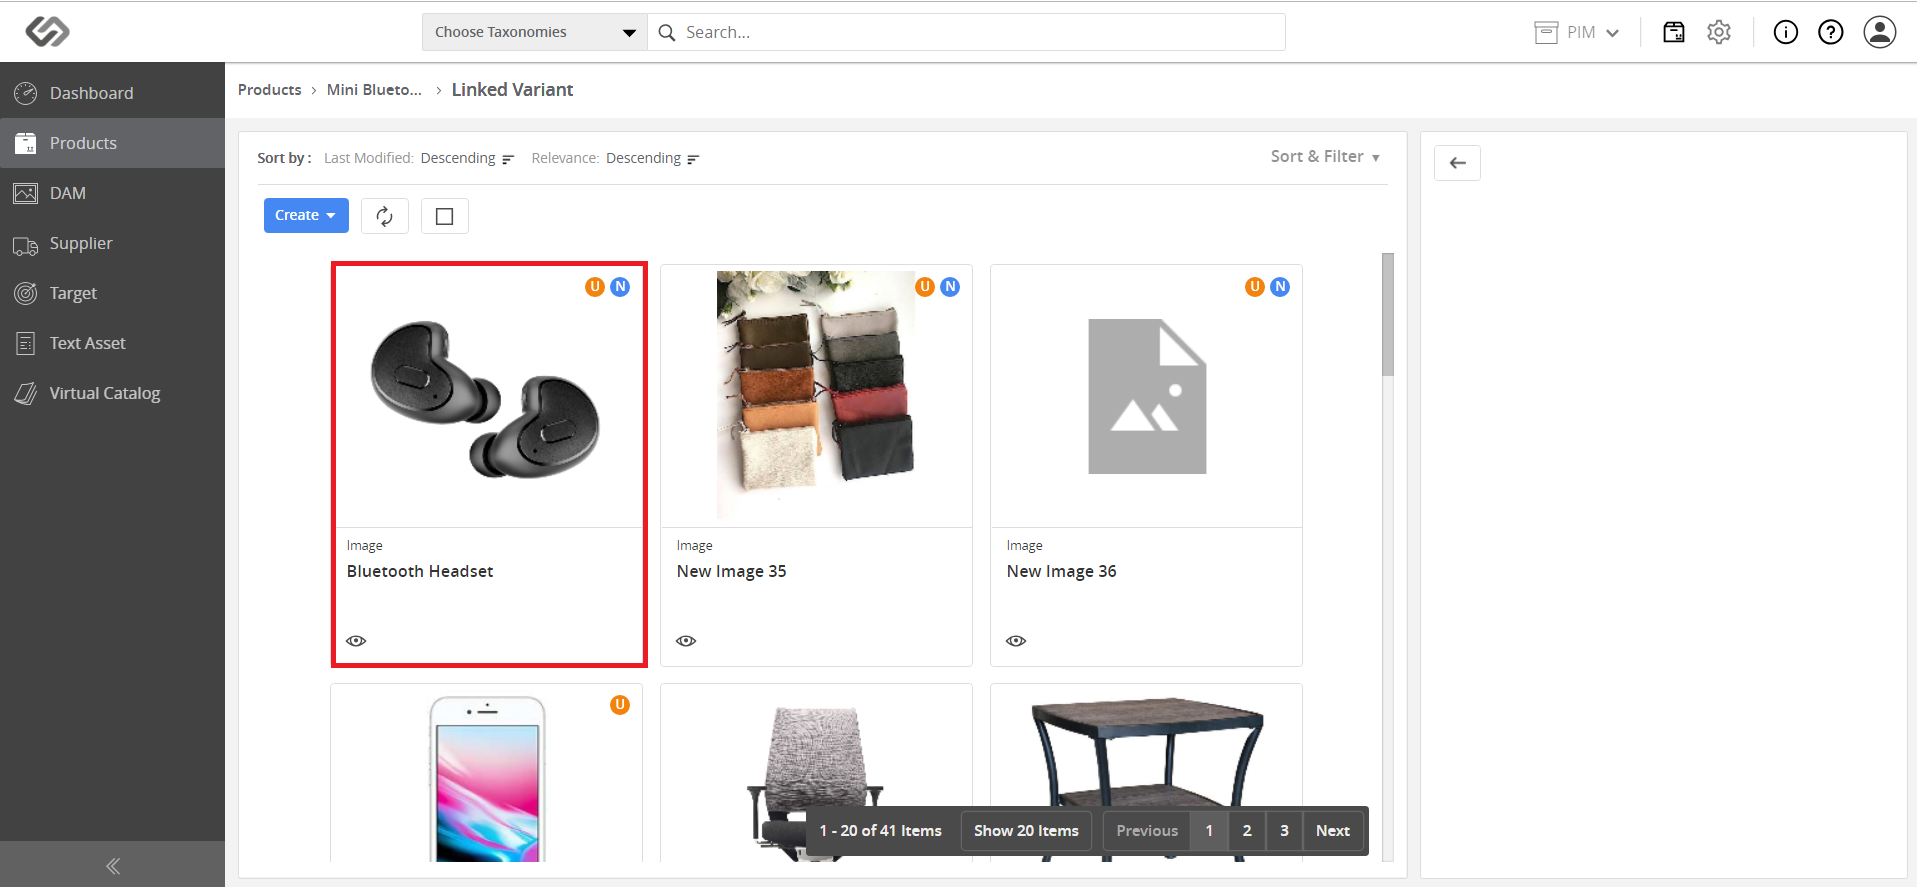 Choose Taxonomies
Search...
PIM
Dashboard
Products
DAM
Supplier
Target
Text Asset
Virtual Catalog
Products > Mini Blueto... > Linked Variant
Sort by : Last Modified: Descending Relevance: Descending
Sort & Filter
Create
U N
Image
Bluetooth Headset
U N
Image
New Image 35
U N
Image
New Image 36
U
1 - 20 of 41 Items
Show 20 Items
Previous 1 2 3 Next